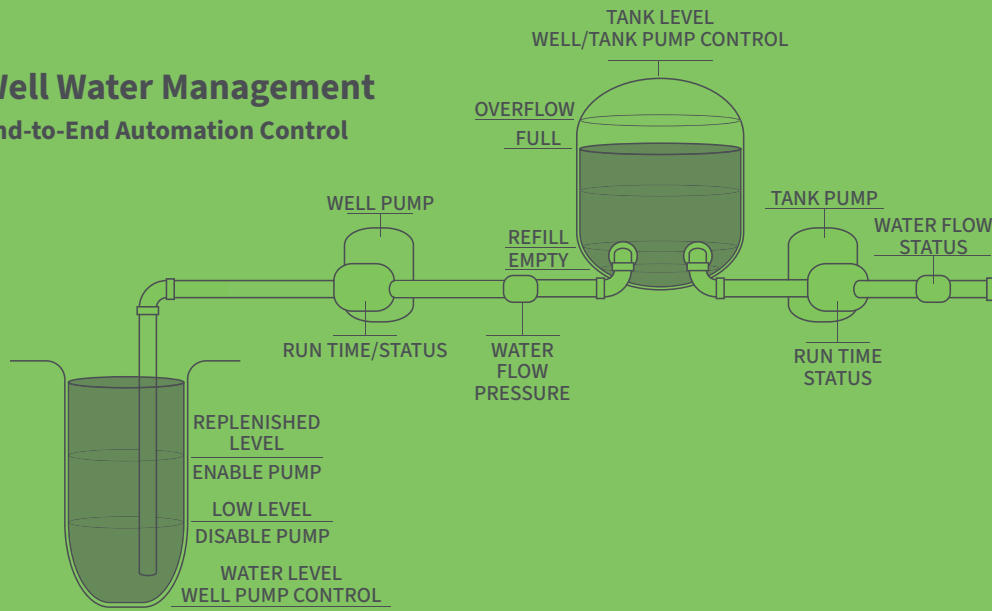 Well Water Management
End-to-End Automation Control
TANK LEVEL
WELL/TANK PUMP CONTROL
OVERFLOW
FULL
WELL PUMP
REFILL
EMPTY
TANK PUMP
WATER FLOW
STATUS
RUN TIME/STATUS
WATER
FLOW
PRESSURE
RUN TIME
STATUS
REPLENISHED
LEVEL
ENABLE PUMP
LOW LEVEL
DISABLE PUMP
WATER LEVEL
WELL PUMP CONTROL